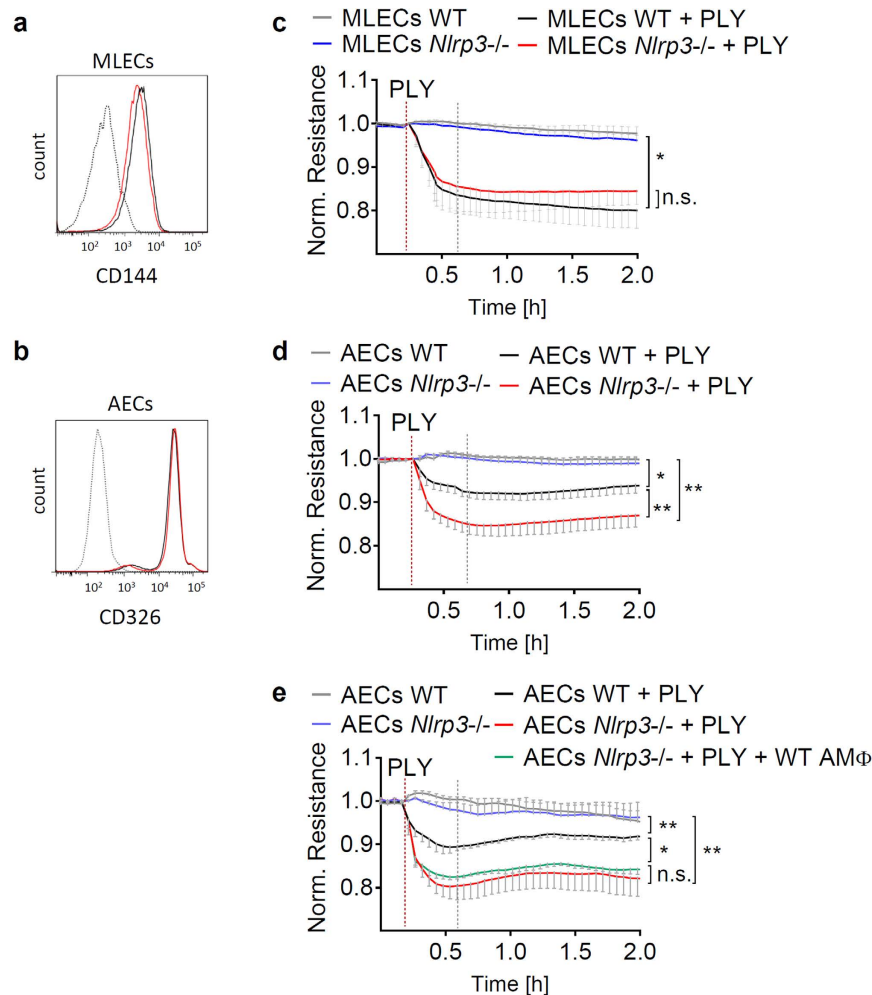 a
MLECs
count
10² 10³ 10⁴ 10⁵
CD144
b
AECs
count
10² 10³ 10⁴ 10⁵
CD326
c
MLECs WT MLECs WT + PLY
MLECs Nlrp3-/- MLECs Nlrp3-/- + PLY
Norm. Resistance
1.1
1.0
0.9
0.8
PLY
*
n.s.
0.5 1.0 1.5 2.0
Time [h]
d
AECs WT AECs WT + PLY
AECs Nlrp3-/- AECs Nlrp3-/- + PLY
Norm. Resistance
1.1
1.0
0.9
0.8
PLY
*
**
**
0.5 1.0 1.5 2.0
Time [h]
e
AECs WT AECs WT + PLY
AECs Nlrp3-/- AECs Nlrp3-/- + PLY
AECs Nlrp3-/- + PLY + WT AMΦ
Norm. Resistance
1.1
1.0
0.9
0.8
PLY
**
*
**
n.s.
0.5 1.0 1.5 2.0
Time [h]